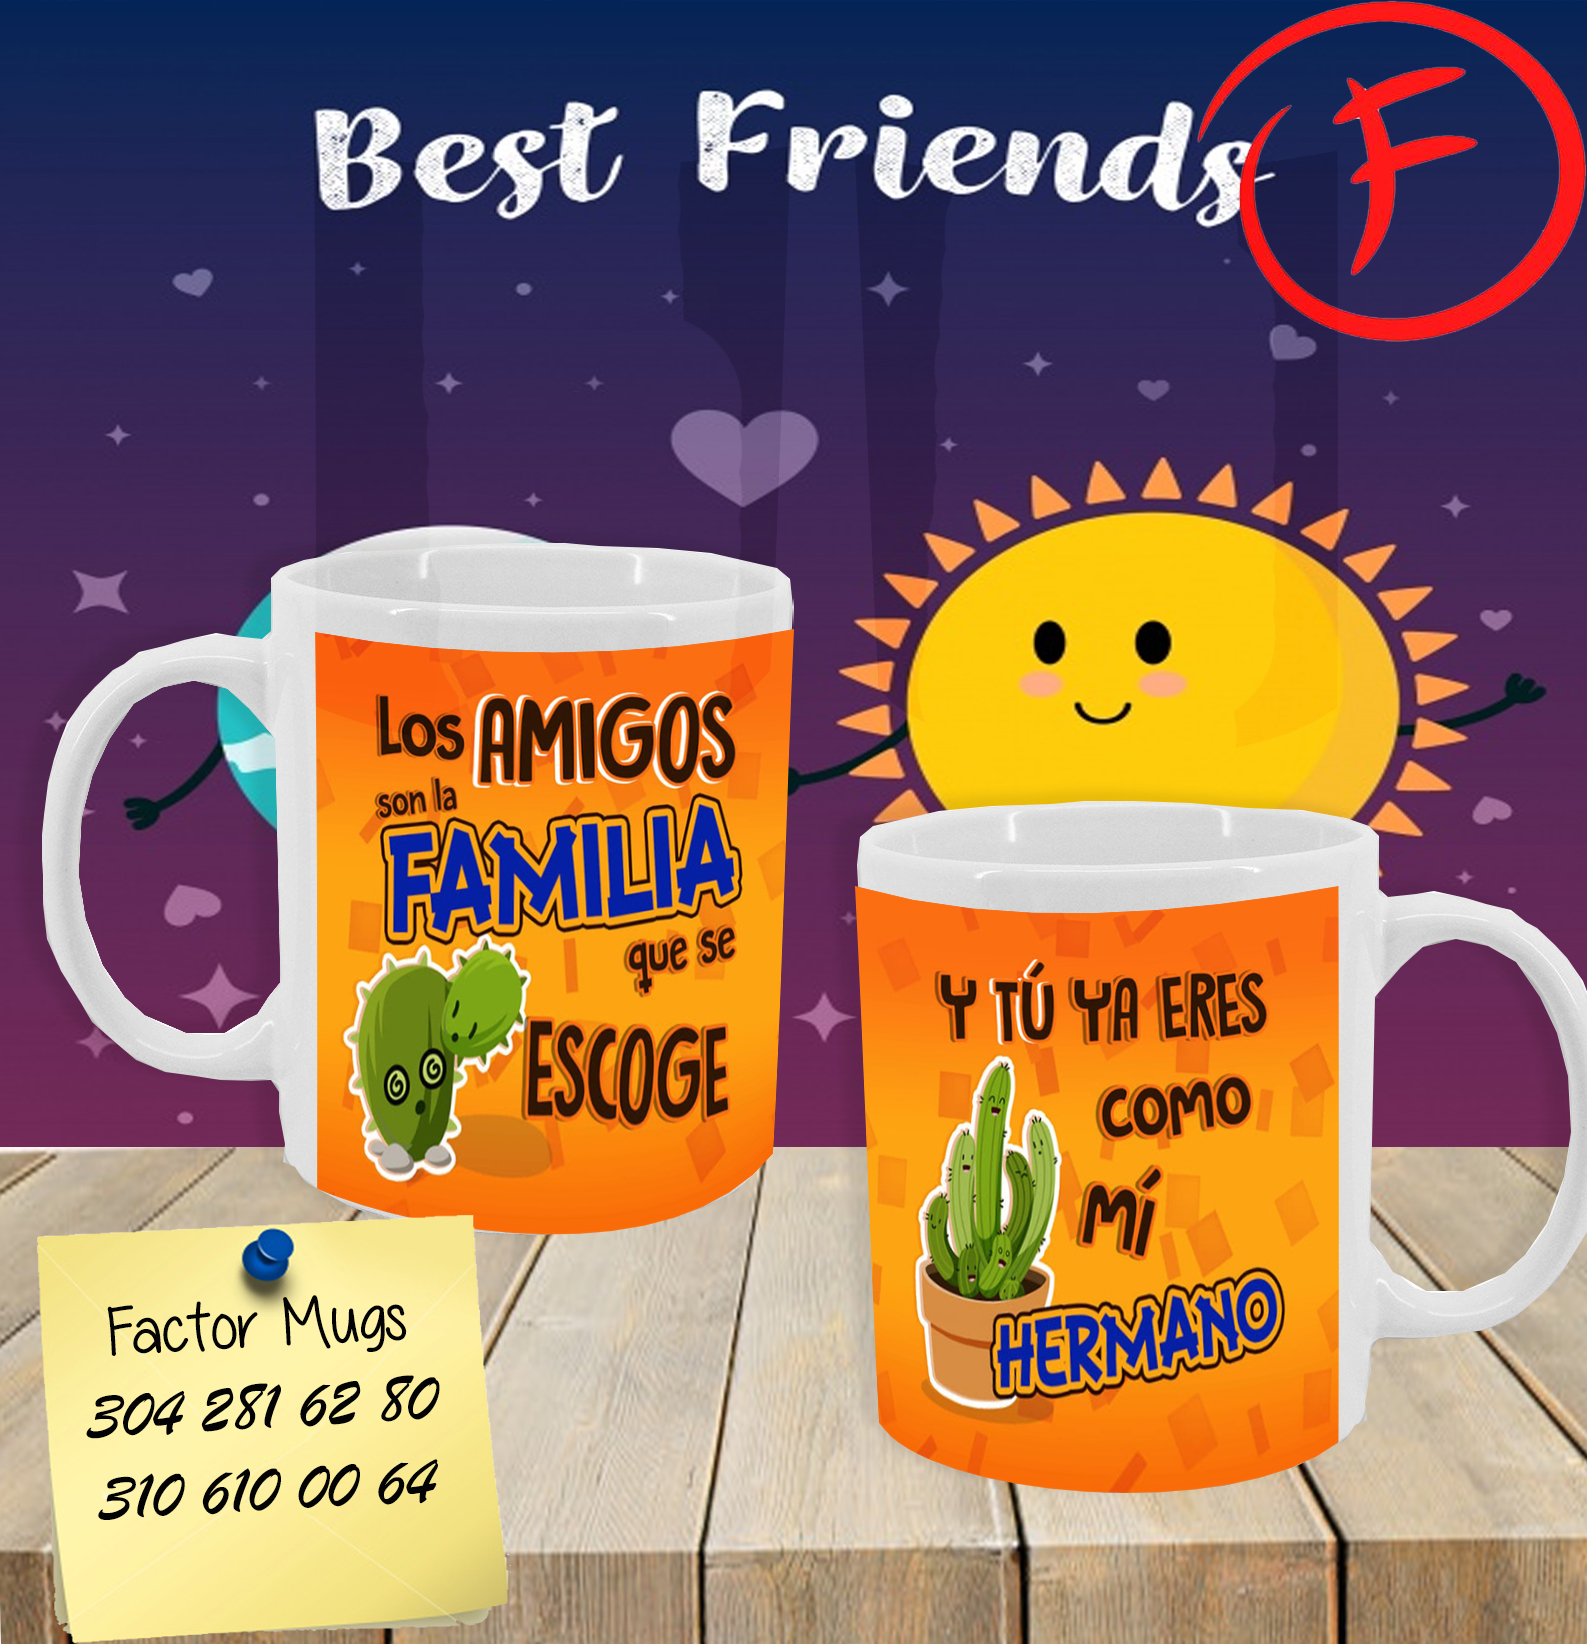 Best Friends
F
Los AMIGOS
son la
FAMILIA
que se
ESCOGE
Y TÚ YA ERES
COMO
MÍ
HERMANO
Factor Mugs
304 281 62 80
310 610 00 64